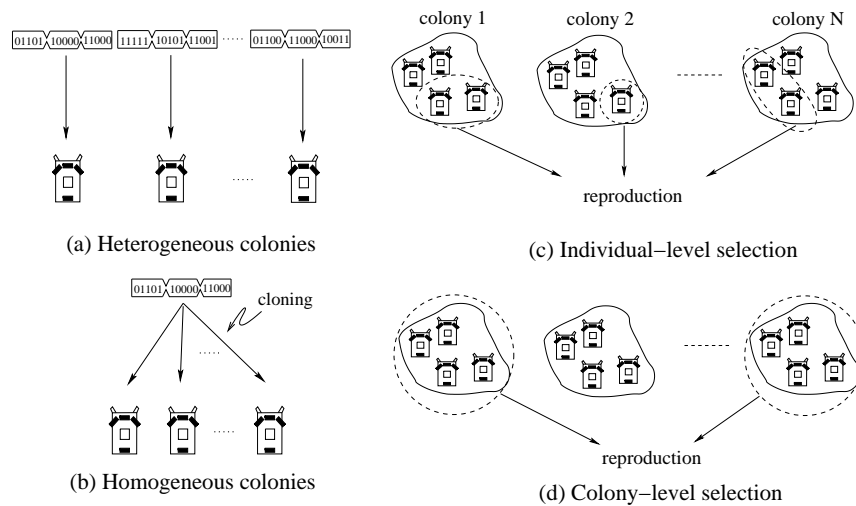 01101 10000 11000 11111 10101 11001 ..... 01100 11000 10011
.....
(a) Heterogeneous colonies
01101 10000 11000
cloning
.....
.....
(b) Homogeneous colonies
colony 1 colony 2 colony N
reproduction
(c) Individual−level selection
reproduction
(d) Colony−level selection